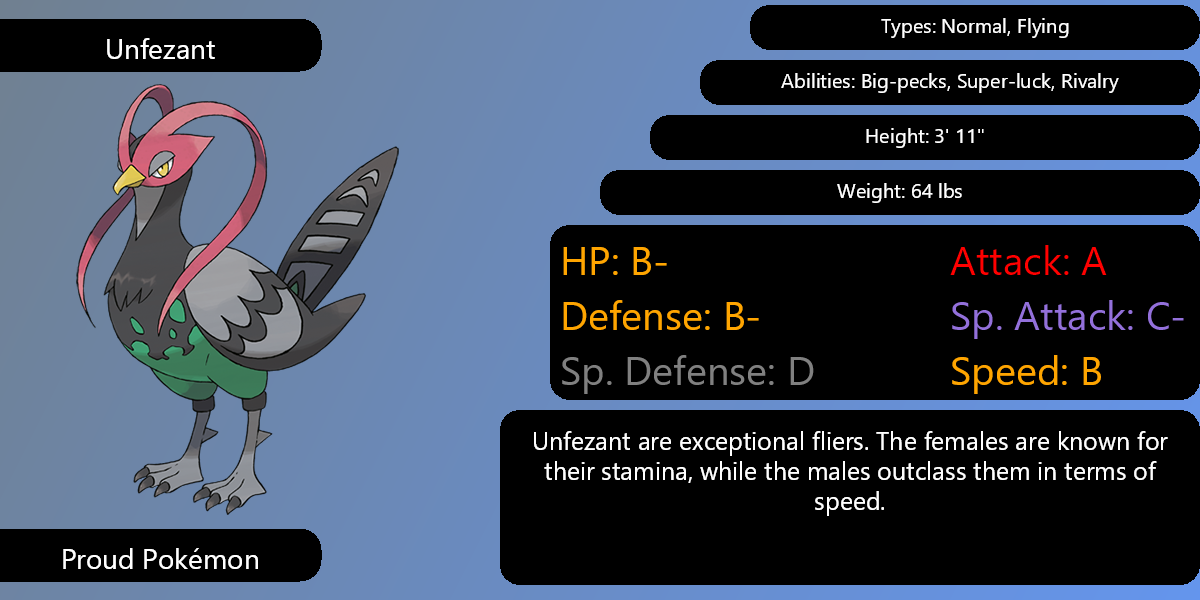 Unfezant
Types: Normal, Flying
Abilities: Big-pecks, Super-luck, Rivalry
Height: 3' 11"
Weight: 64 lbs
HP: B-
Attack: A
Defense: B-
Sp. Attack: C-
Sp. Defense: D
Speed: B
Unfezant are exceptional fliers. The females are known for
their stamina, while the males outclass them in terms of
speed.
Proud Pokémon